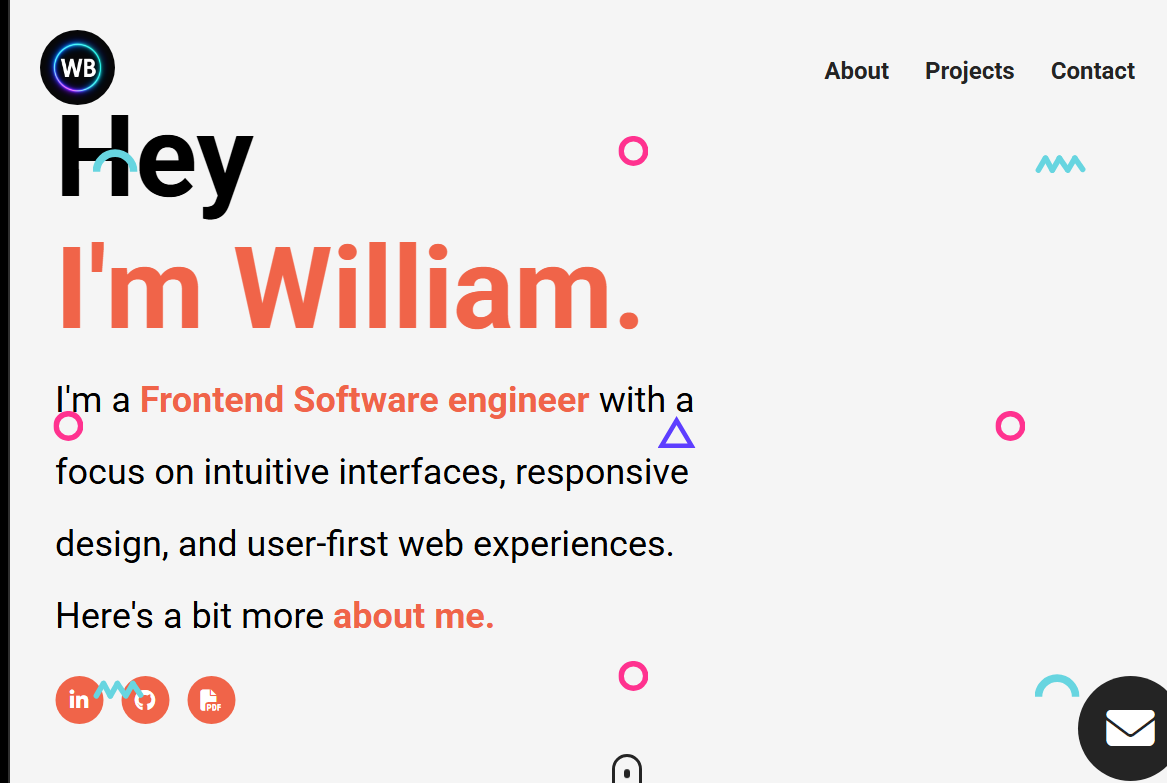 WB
About Projects Contact
Hey
I'm William.
I'm a Frontend Software engineer with a
focus on intuitive interfaces, responsive
design, and user-first web experiences.
Here's a bit more about me.
in
PDF